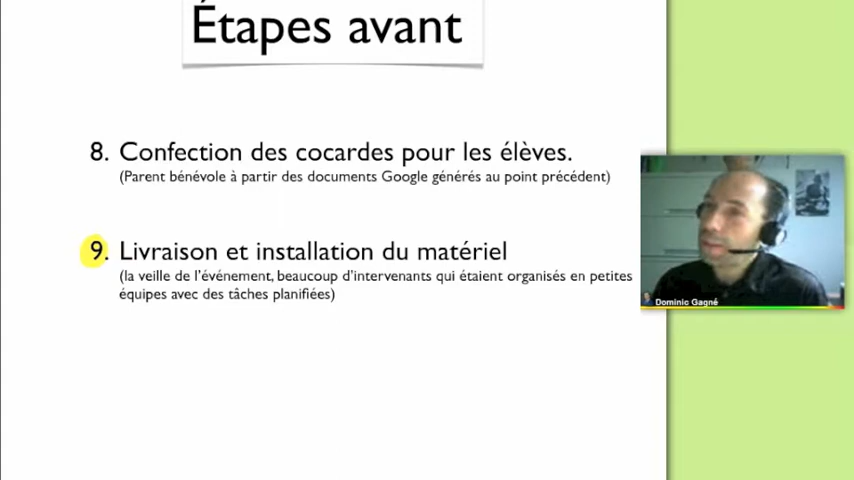 Étapes avant
8. Confection des cocardes pour les élèves.
(Parent bénévole à partir des documents Google générés au point précédent)
9. Livraison et installation du matériel
(la veille de l'événement, beaucoup d'intervenants qui étaient organisés en petites
équipes avec des tâches planifiées)
Dominic Gagné